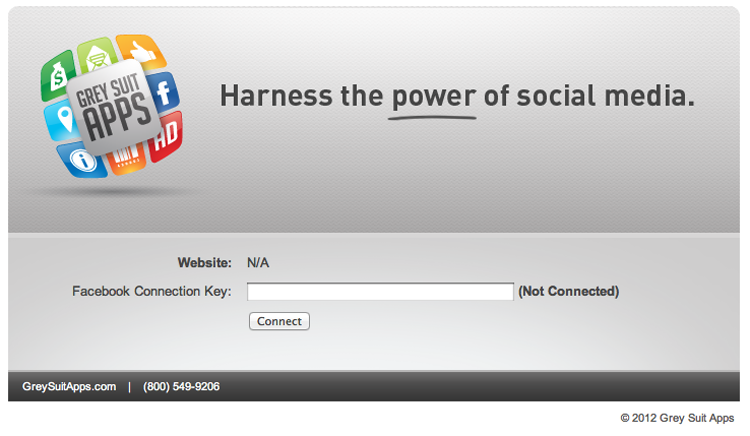 GREY SUIT
APPS
f
AD
i
$
Harness the power of social media.
Website: N/A
Facebook Connection Key: (Not Connected)
Connect
GreySuitApps.com | (800) 549-9206
© 2012 Grey Suit Apps